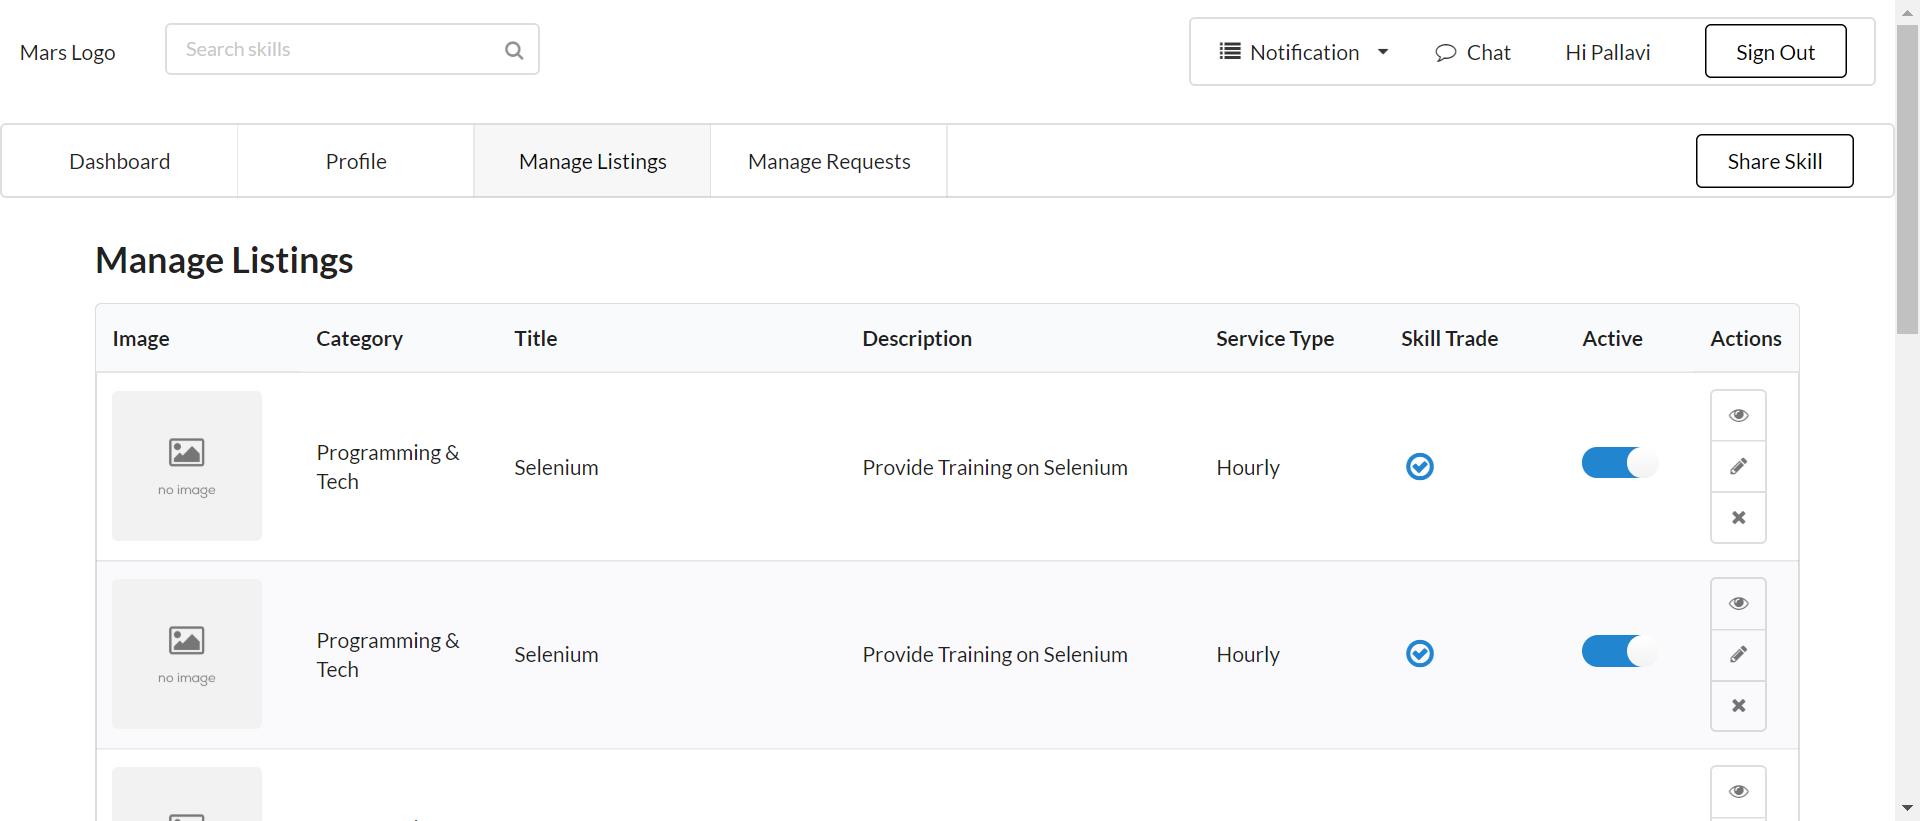 Mars Logo
Search skills
Notification
Chat
Hi Pallavi
Sign Out
Dashboard
Profile
Manage Listings
Manage Requests
Share Skill
Manage Listings
Image
Category
Title
Description
Service Type
Skill Trade
Active
Actions
no image
Programming &
Tech
Selenium
Provide Training on Selenium
Hourly
no image
Programming &
Tech
Selenium
Provide Training on Selenium
Hourly